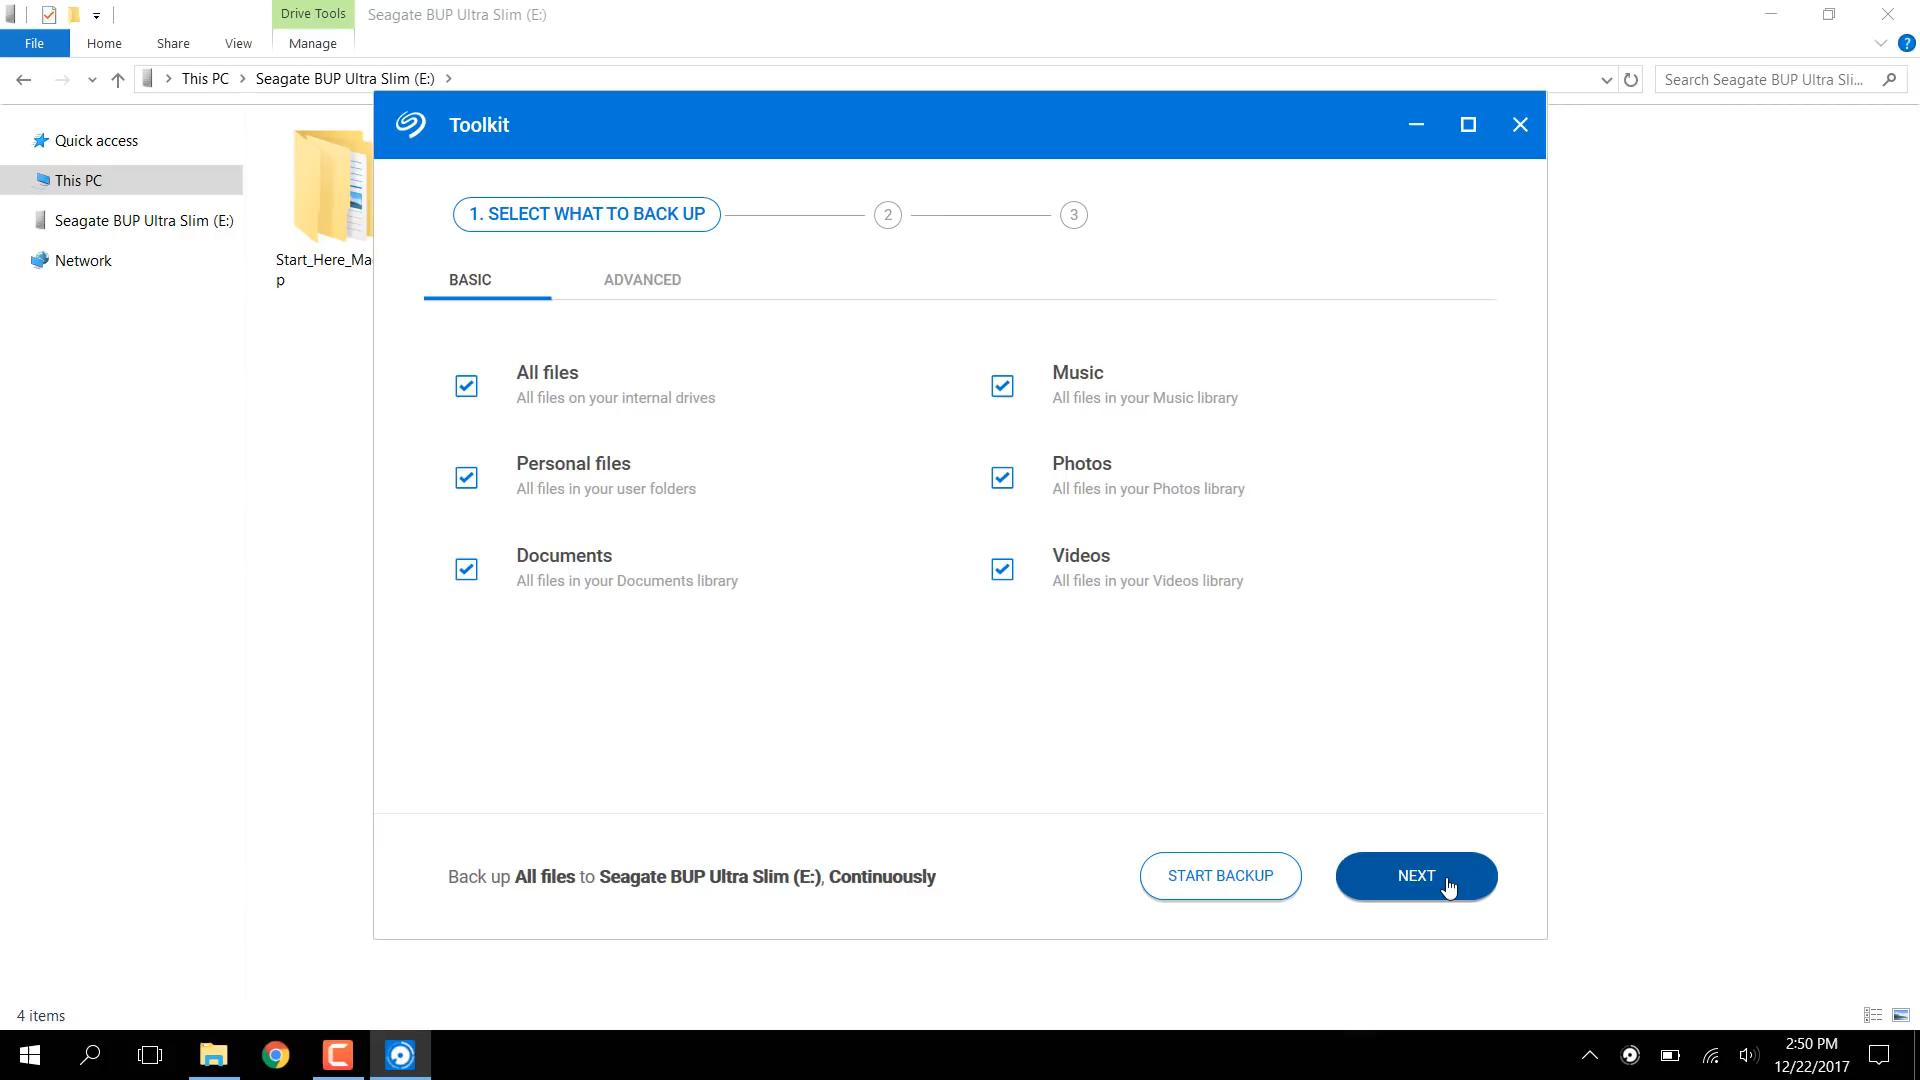 Drive Tools
Seagate BUP Ultra Slim (E:)
File
Home
Share
View
Manage
?
This PC
Seagate BUP Ultra Slim (E:)
Search Seagate BUP Ultra Sli...
Quick access
This PC
Seagate BUP Ultra Slim (E:)
Network
Start_Here_Ma
p
Toolkit
1. SELECT WHAT TO BACK UP
2
3
BASIC
ADVANCED
All files
All files on your internal drives
Music
All files in your Music library
Personal files
All files in your user folders
Photos
All files in your Photos library
Documents
All files in your Documents library
Videos
All files in your Videos library
Back up All files to Seagate BUP Ultra Slim (E:), Continuously
START BACKUP
NEXT
4 items
2:50 PM
12/22/2017